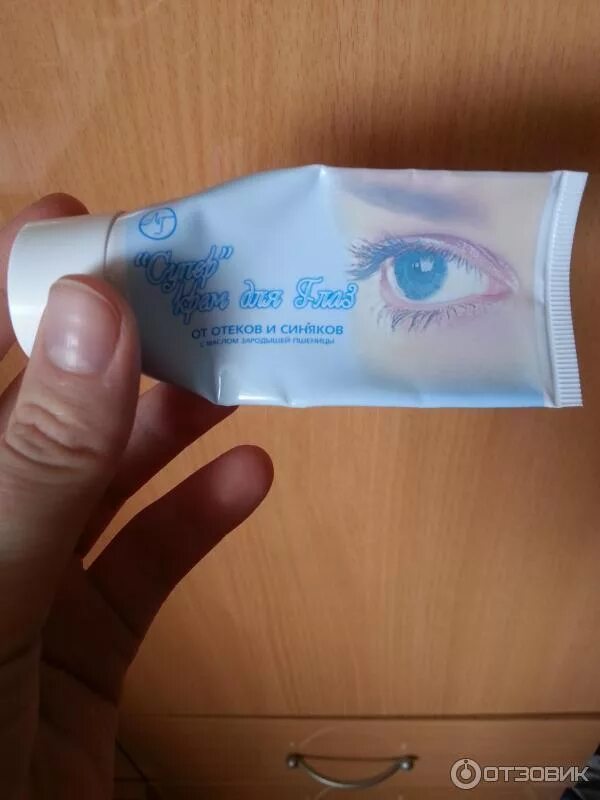 "Супер"
крем для Глаз
ОТ ОТЕКОВ И СИНЯКОВ
С МАСЛОМ ЗАРОДЫШЕЙ ПШЕНИЦЫ
ОТЗОВИК